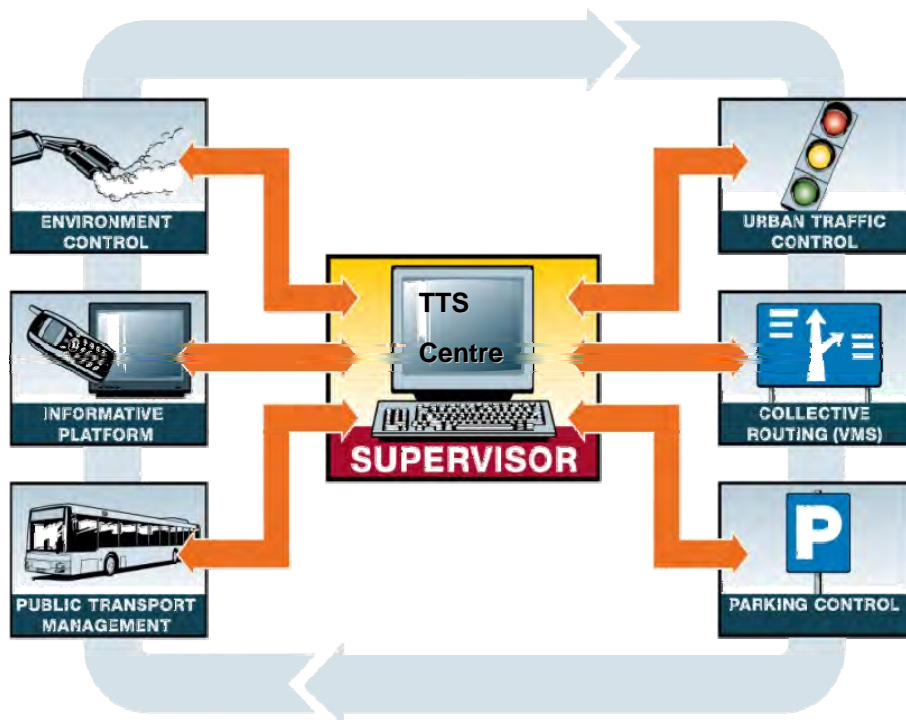 ENVIRONMENT
CONTROL
INFORMATIVE
PLATFORM
PUBLIC TRANSPORT
MANAGEMENT
TTS
Centre
SUPERVISOR
URBAN TRAFFIC
CONTROL
COLLECTIVE
ROUTING (VMS)
P
PARKING CONTROL